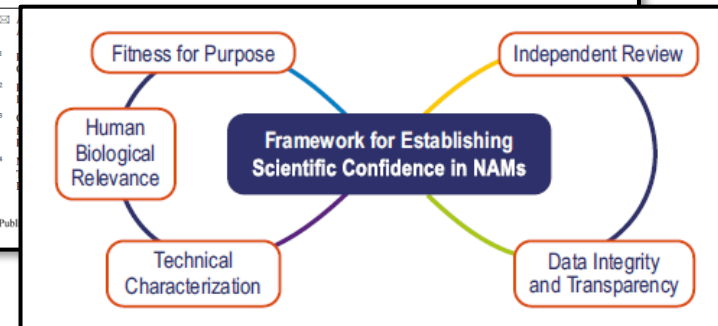 Fitness for Purpose
Independent Review
Human
Biological
Relevance
Framework for Establishing
Scientific Confidence in NAMs
Technical
Characterization
Data Integrity
and Transparency
Publ